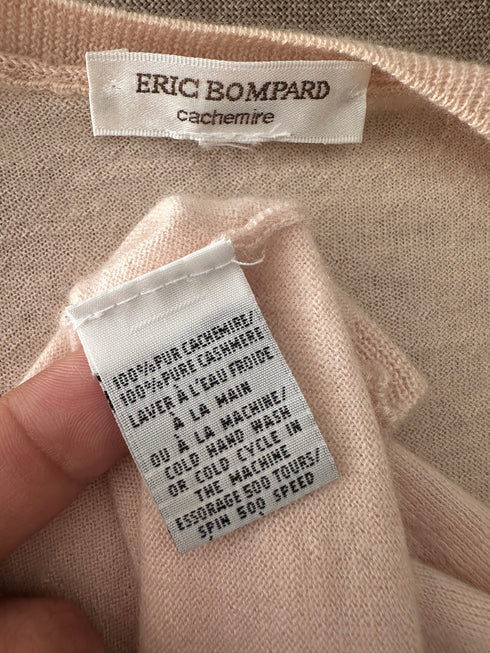 ERIC BOMPARD
cachemire
100% PUR CACHEMIRE/
100% PURE CASHMERE
LAVER À L'EAU FROIDE
À LA MAIN
OU À LA MACHINE/
COLD HAND WASH
OR COLD CYCLE IN
THE MACHINE
ESSORAGE 500 TOURS/
SPIN 500 SPEED